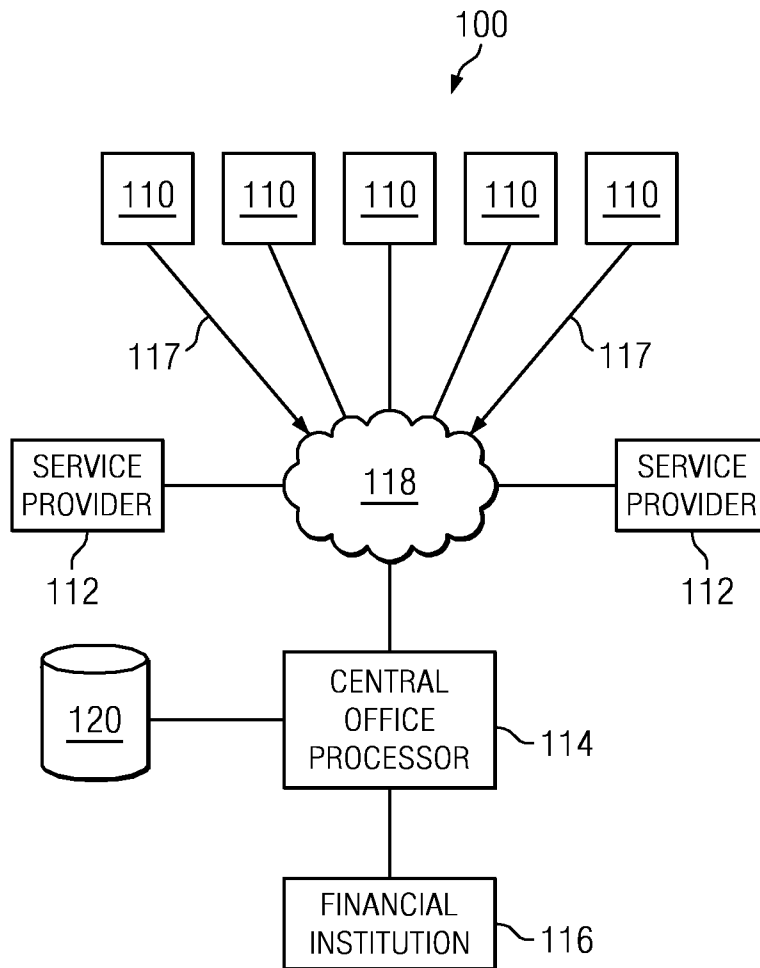 100
110 110 110 110 110
117 117
SERVICE
PROVIDER
118
SERVICE
PROVIDER
112 112
120
CENTRAL
OFFICE
PROCESSOR
114
FINANCIAL
INSTITUTION
116